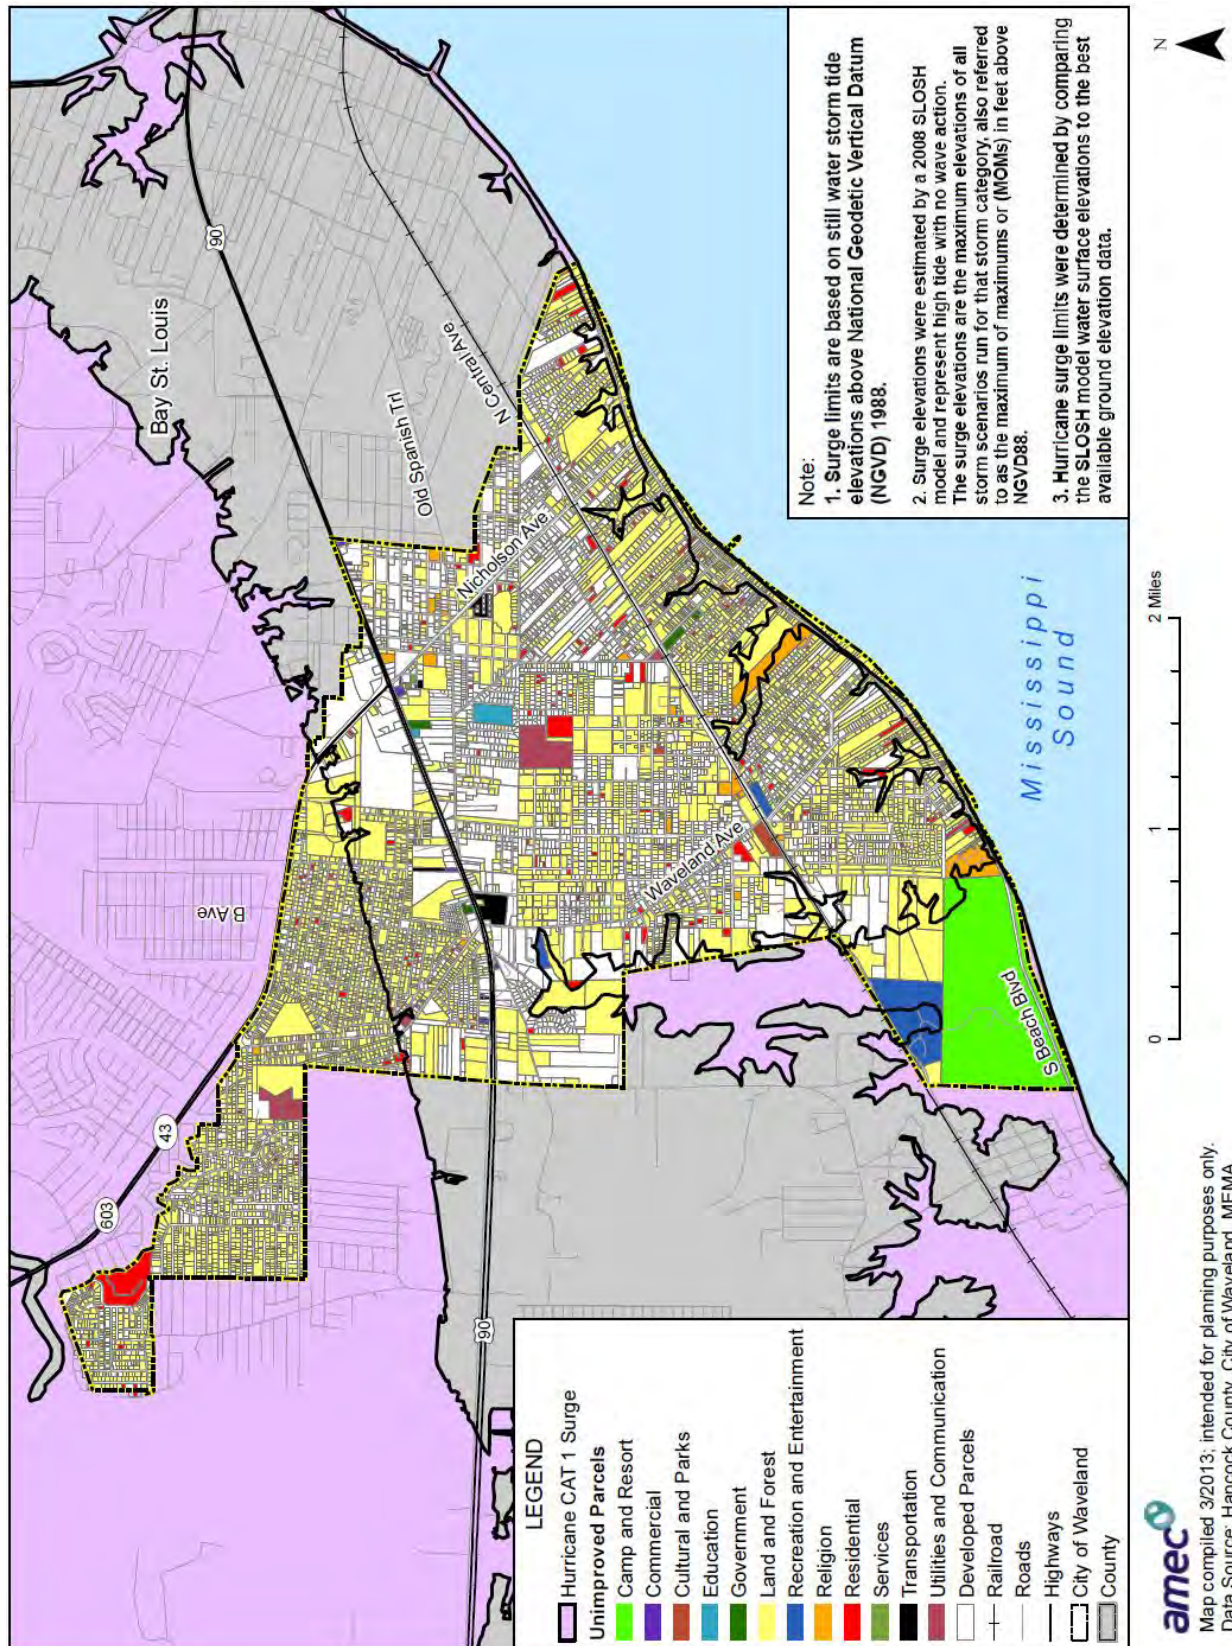 Bay St. Louis
90
Old Spanish Trl
N Central Ave
Nicholson Ave
B Ave
Waveland Ave
43
603
90
S Beach Blvd
Mississippi
Sound
Note:
1. Surge limits are based on still water storm tide
elevations above National Geodetic Vertical Datum
(NGVD) 1988.
2. Surge elevations were estimated by a 2008 SLOSH
model and represent high tide with no wave action.
The surge elevations are the maximum elevations of all
storm scenarios run for that storm category, also referred
to as the maximum of maximums or (MOMs) in feet above
NGVD88.
3. Hurricane surge limits were determined by comparing
the SLOSH model water surface elevations to the best
available ground elevation data.
LEGEND
Hurricane CAT 1 Surge
Unimproved Parcels
Camp and Resort
Commercial
Cultural and Parks
Education
Government
Land and Forest
Recreation and Entertainment
Religion
Residential
Services
Transportation
Utilities and Communication
Developed Parcels
Railroad
Roads
Highways
City of Waveland
County
N
0 1 2 Miles
amec
Map compiled 3/2013; intended for planning purposes only.
Data Source: Hancock County, City of Waveland, MEMA